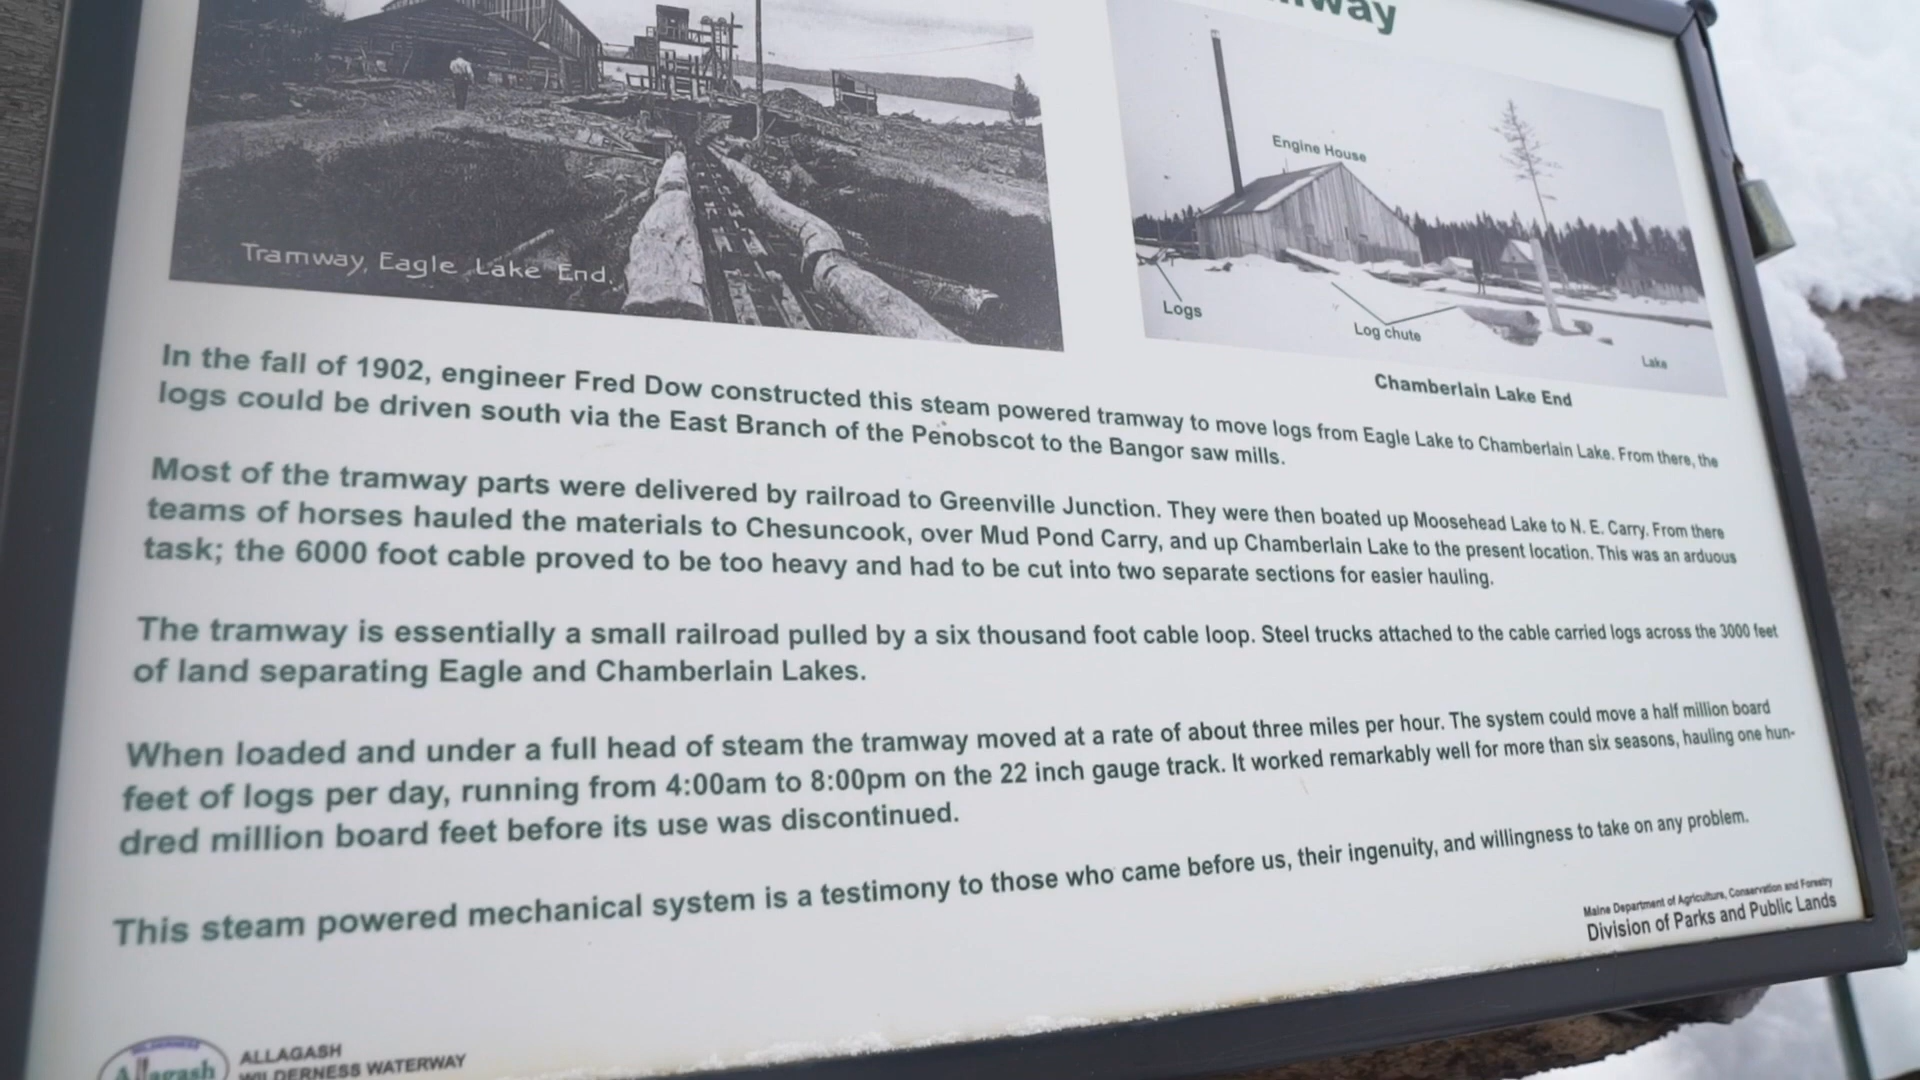 Tramway, Eagle Lake End.
Engine House
Logs
Log chute
Lake
Chamberlain Lake End
In the fall of 1902, engineer Fred Dow constructed this steam powered tramway to move logs from Eagle Lake to Chamberlain Lake. From there, the
logs could be driven south via the East Branch of the Penobscot to the Bangor saw mills.
Most of the tramway parts were delivered by railroad to Greenville Junction. They were then boated up Moosehead Lake to N. E. Carry. From there
teams of horses hauled the materials to Chesuncook, over Mud Pond Carry, and up Chamberlain Lake to the present location. This was an arduous
task; the 6000 foot cable proved to be too heavy and had to be cut into two separate sections for easier hauling.
The tramway is essentially a small railroad pulled by a six thousand foot cable loop. Steel trucks attached to the cable carried logs across the 3000 feet
of land separating Eagle and Chamberlain Lakes.
When loaded and under a full head of steam the tramway moved at a rate of about three miles per hour. The system could move a half million board
feet of logs per day, running from 4:00am to 8:00pm on the 22 inch gauge track. It worked remarkably well for more than six seasons, hauling one hun-
dred million board feet before its use was discontinued.
This steam powered mechanical system is a testimony to those who came before us, their ingenuity, and willingness to take on any problem.
Maine Department of Agriculture, Conservation and Forestry
Division of Parks and Public Lands
WILDERNESS
Allagash
ALLAGASH
WILDERNESS WATERWAY